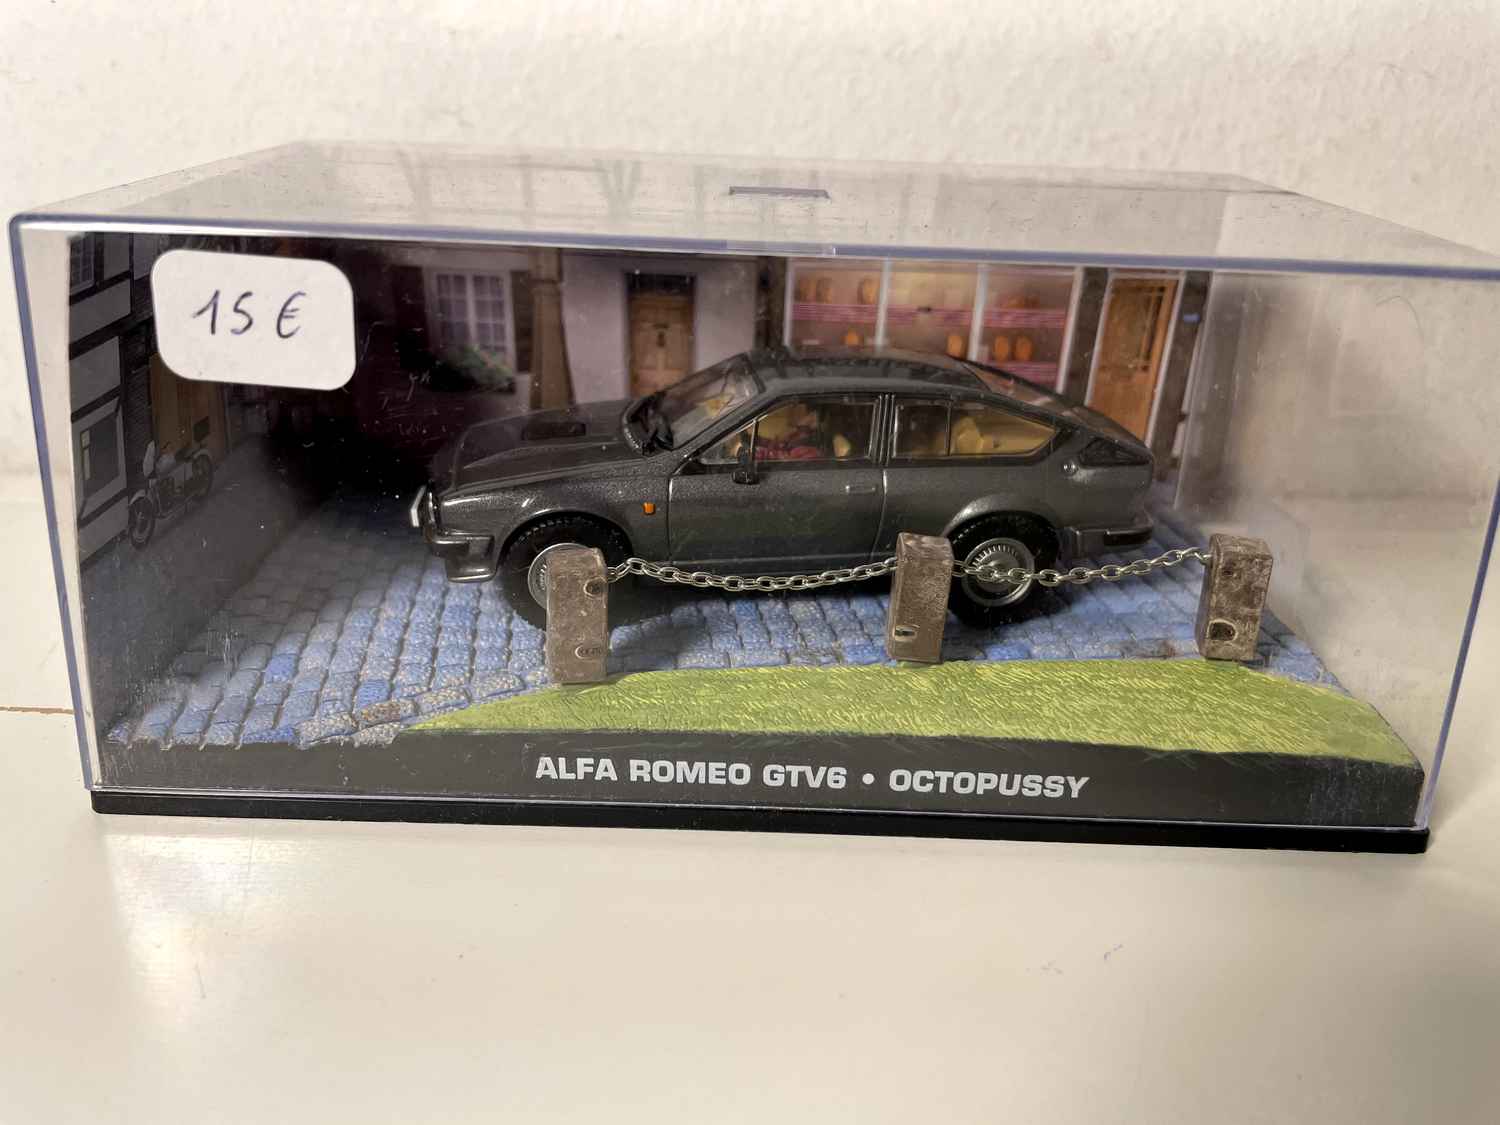 15 €
ALFA ROMEO GTV6 • OCTOPUSSY